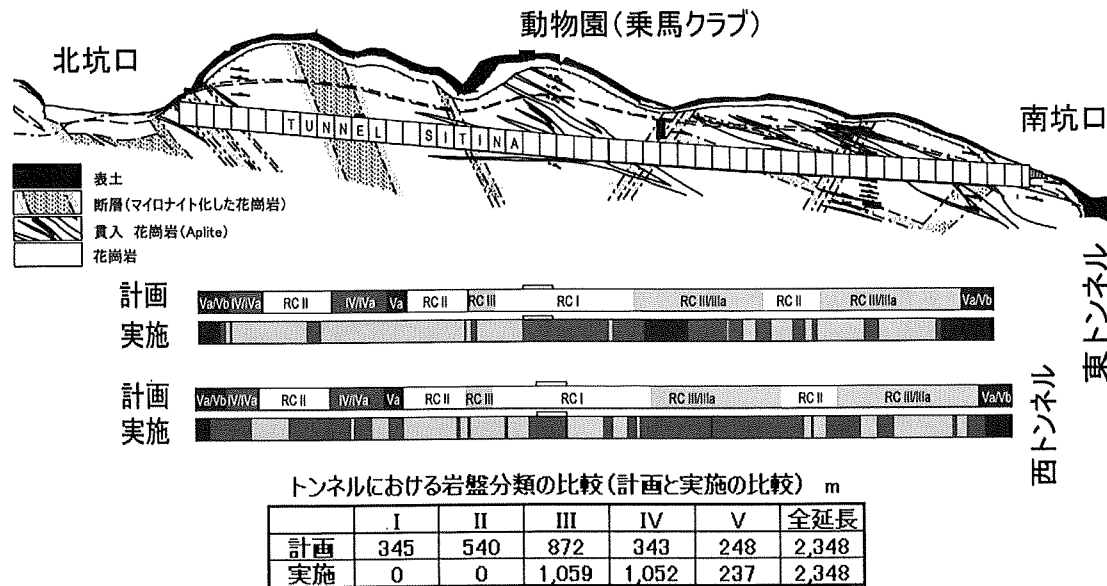 動物園(乗馬クラブ)
北坑口
南坑口
TUNNEL SITINA
表土
断層(マイロナイト化した花崗岩)
貫入 花崗岩(Aplite)
花崗岩
東トンネル
計画 Va/Vb IV/IVa RC II IV/IVa Va RC II RC III RC I RC III/IIIa RC II RC III/IIIa Va/Vb
実施
西トンネル
計画 Va/Vb IV/IVa RC II IV/IVa Va RC II RC III RC I RC III/IIIa RC II RC III/IIIa Va/Vb
実施
トンネルにおける岩盤分類の比較(計画と実施の比較) m
I II III IV V 全延長
計画 345 540 872 343 248 2,348
実施 0 0 1,059 1,052 237 2,348